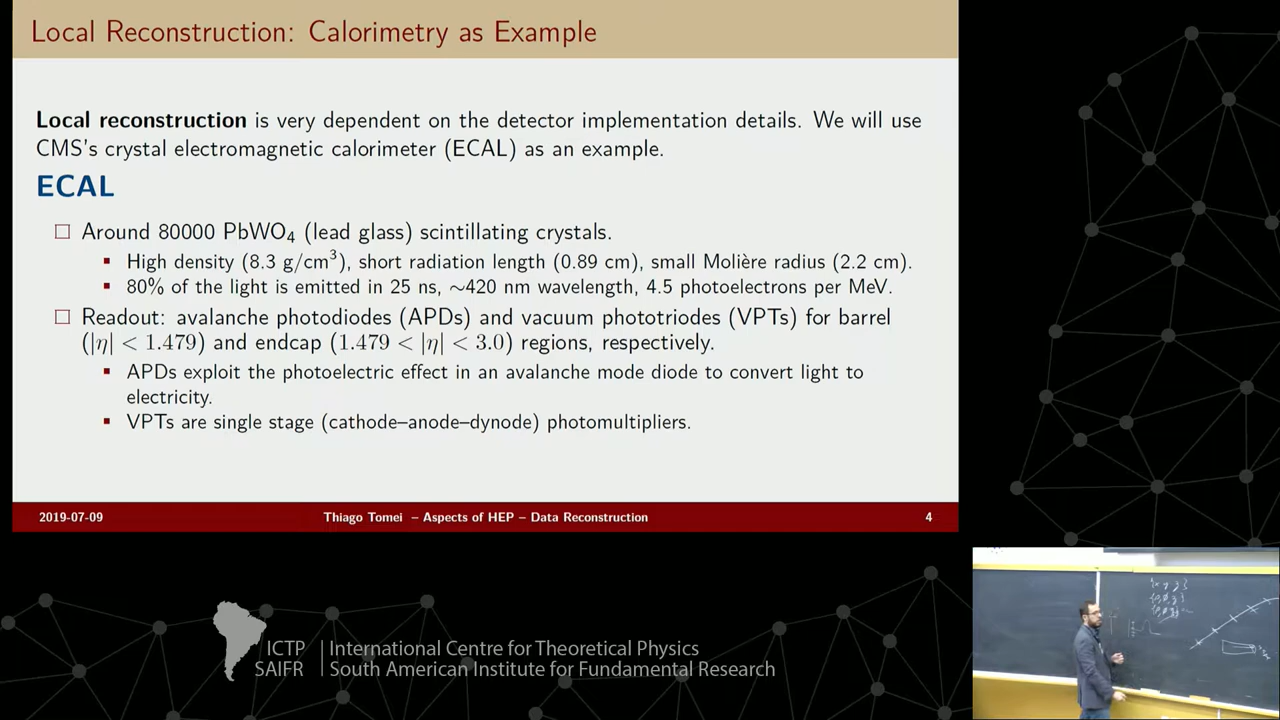 Local Reconstruction: Calorimetry as Example
Local reconstruction is very dependent on the detector implementation details. We will use
CMS's crystal electromagnetic calorimeter (ECAL) as an example.
ECAL
Around 80000 PbWO₄ (lead glass) scintillating crystals.
High density (8.3 g/cm³), short radiation length (0.89 cm), small Molière radius (2.2 cm).
80% of the light is emitted in 25 ns, ∼420 nm wavelength, 4.5 photoelectrons per MeV.
Readout: avalanche photodiodes (APDs) and vacuum phototriodes (VPTs) for barrel
(|η| < 1.479) and endcap (1.479 < |η| < 3.0) regions, respectively.
APDs exploit the photoelectric effect in an avalanche mode diode to convert light to
electricity.
VPTs are single stage (cathode–anode–dynode) photomultipliers.
2019-07-09 Thiago Tomei – Aspects of HEP – Data Reconstruction 4
ICTP International Centre for Theoretical Physics
SAIFR South American Institute for Fundamental Research